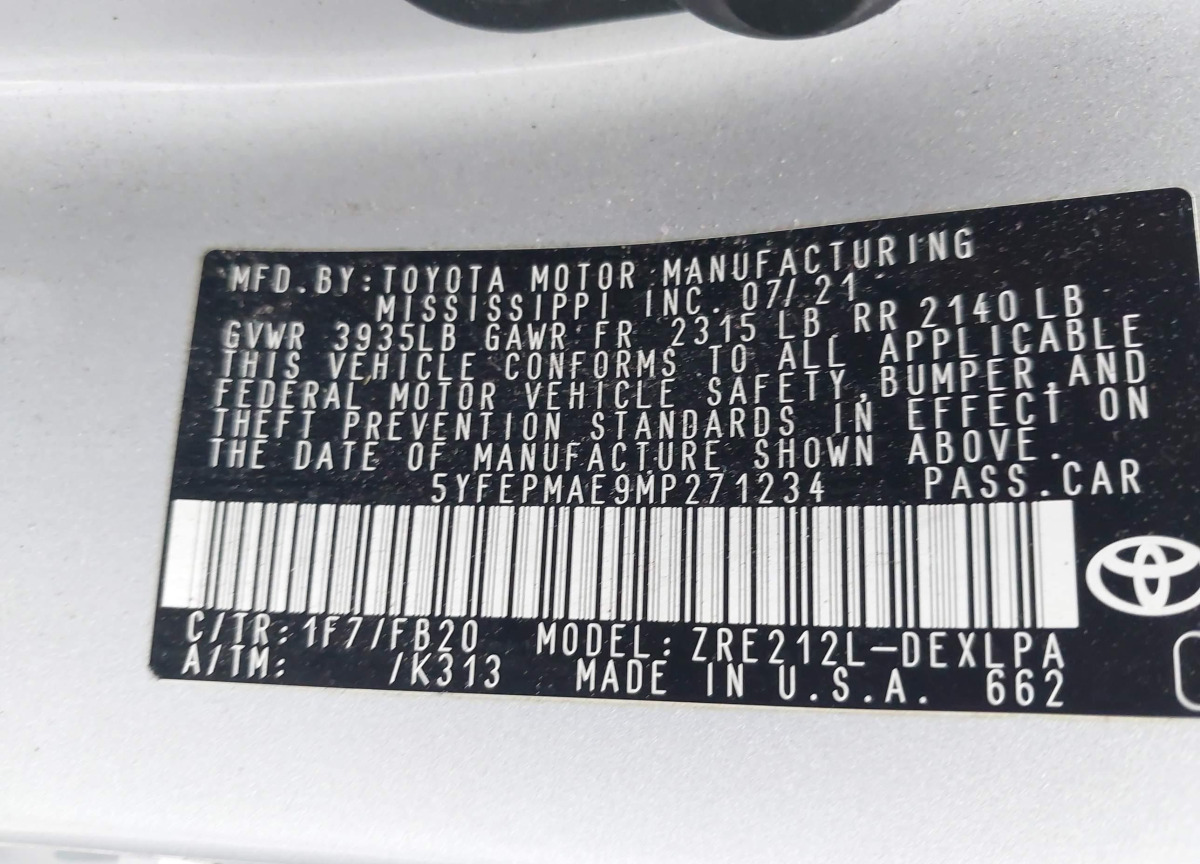 MFD.BY:TOYOTA MOTOR MANUFACTURING
MISSISSIPPI INC. 07/21
GVWR 3935LB GAWR FR 2315 LB RR 2140 LB
THIS VEHICLE CONFORMS TO ALL APPLICABLE
FEDERAL MOTOR VEHICLE SAFETY,BUMPER,AND
THEFT PREVENTION STANDARDS IN EFFECT ON
THE DATE OF MANUFACTURE SHOWN ABOVE.
5YFEPMAE9MP271234 PASS.CAR
C/TR:1F7/FB20 MODEL:ZRE212L-DEXLPA
A/TM: /K313 MADE IN U.S.A. 662